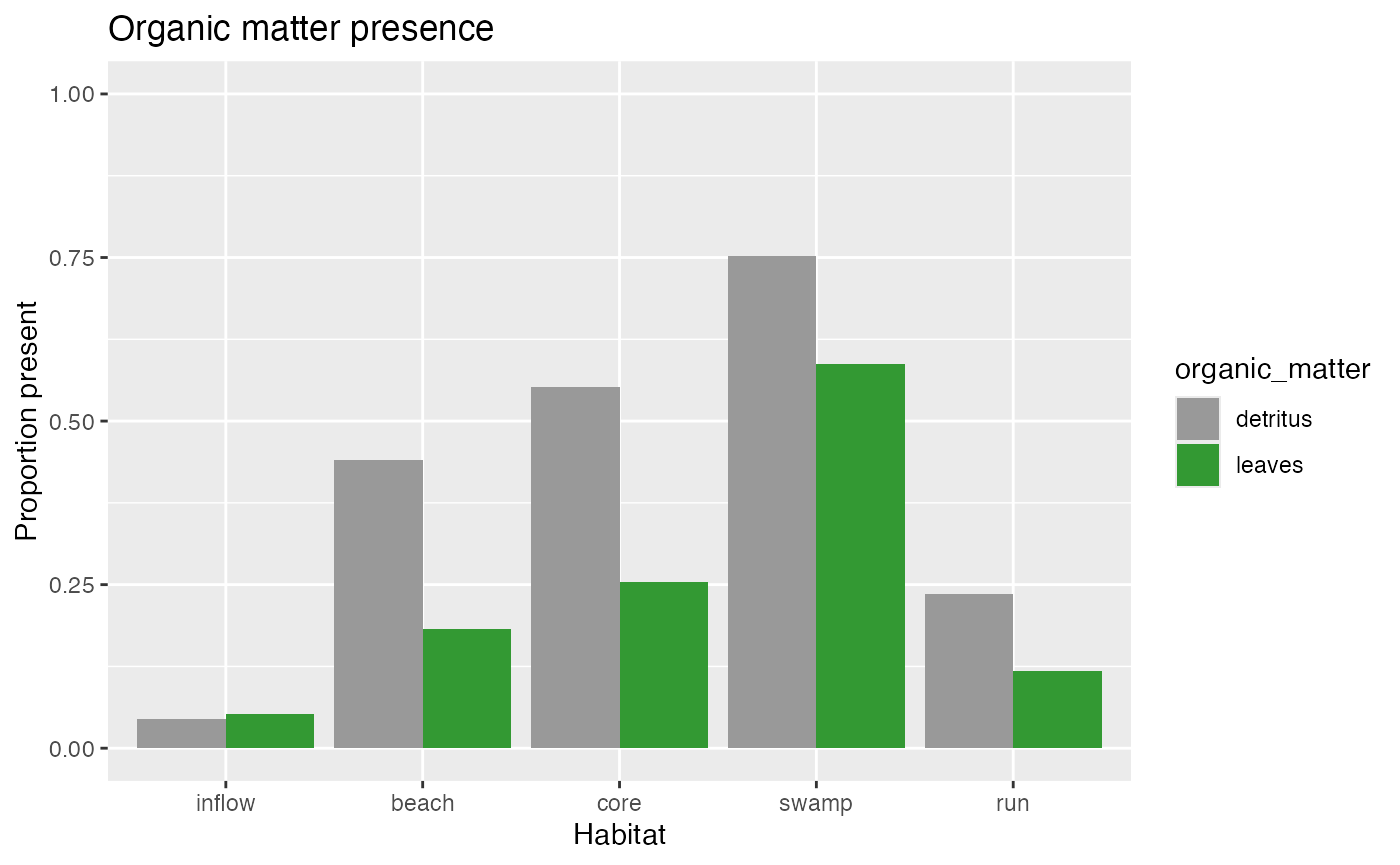 Organic matter presence
Proportion present
1.00
0.75
0.50
0.25
0.00
inflow beach core swamp run
Habitat
organic_matter
detritus
leaves